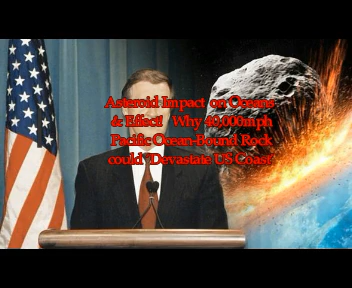 Asteroid Impact on Oceans
& Effect! Why 40,000mph
Pacific Ocean-Bound Rock
could "Devastate US Coast'